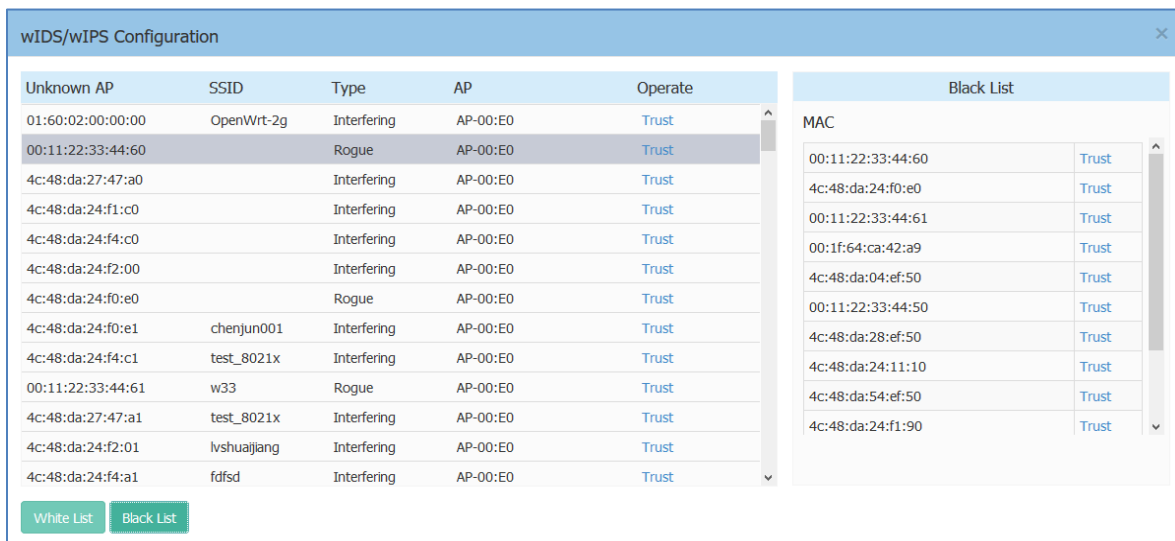 wIDS/wIPS Configuration ×
Unknown AP SSID Type AP Operate
01:60:02:00:00:00 OpenWrt-2g Interfering AP-00:E0 Trust
00:11:22:33:44:60 Rogue AP-00:E0 Trust
4c:48:da:27:47:a0 Interfering AP-00:E0 Trust
4c:48:da:24:f1:c0 Interfering AP-00:E0 Trust
4c:48:da:24:f4:c0 Interfering AP-00:E0 Trust
4c:48:da:24:f2:00 Interfering AP-00:E0 Trust
4c:48:da:24:f0:e0 Rogue AP-00:E0 Trust
4c:48:da:24:f0:e1 chenjun001 Interfering AP-00:E0 Trust
4c:48:da:24:f4:c1 test_8021x Interfering AP-00:E0 Trust
00:11:22:33:44:61 w33 Rogue AP-00:E0 Trust
4c:48:da:27:47:a1 test_8021x Interfering AP-00:E0 Trust
4c:48:da:24:f2:01 lvshuaijiang Interfering AP-00:E0 Trust
4c:48:da:24:f4:a1 fdfsd Interfering AP-00:E0 Trust
White List Black List
Black List
MAC
00:11:22:33:44:60 Trust
4c:48:da:24:f0:e0 Trust
00:11:22:33:44:61 Trust
00:1f:64:ca:42:a9 Trust
4c:48:da:04:ef:50 Trust
00:11:22:33:44:50 Trust
4c:48:da:28:ef:50 Trust
4c:48:da:24:11:10 Trust
4c:48:da:54:ef:50 Trust
4c:48:da:24:f1:90 Trust